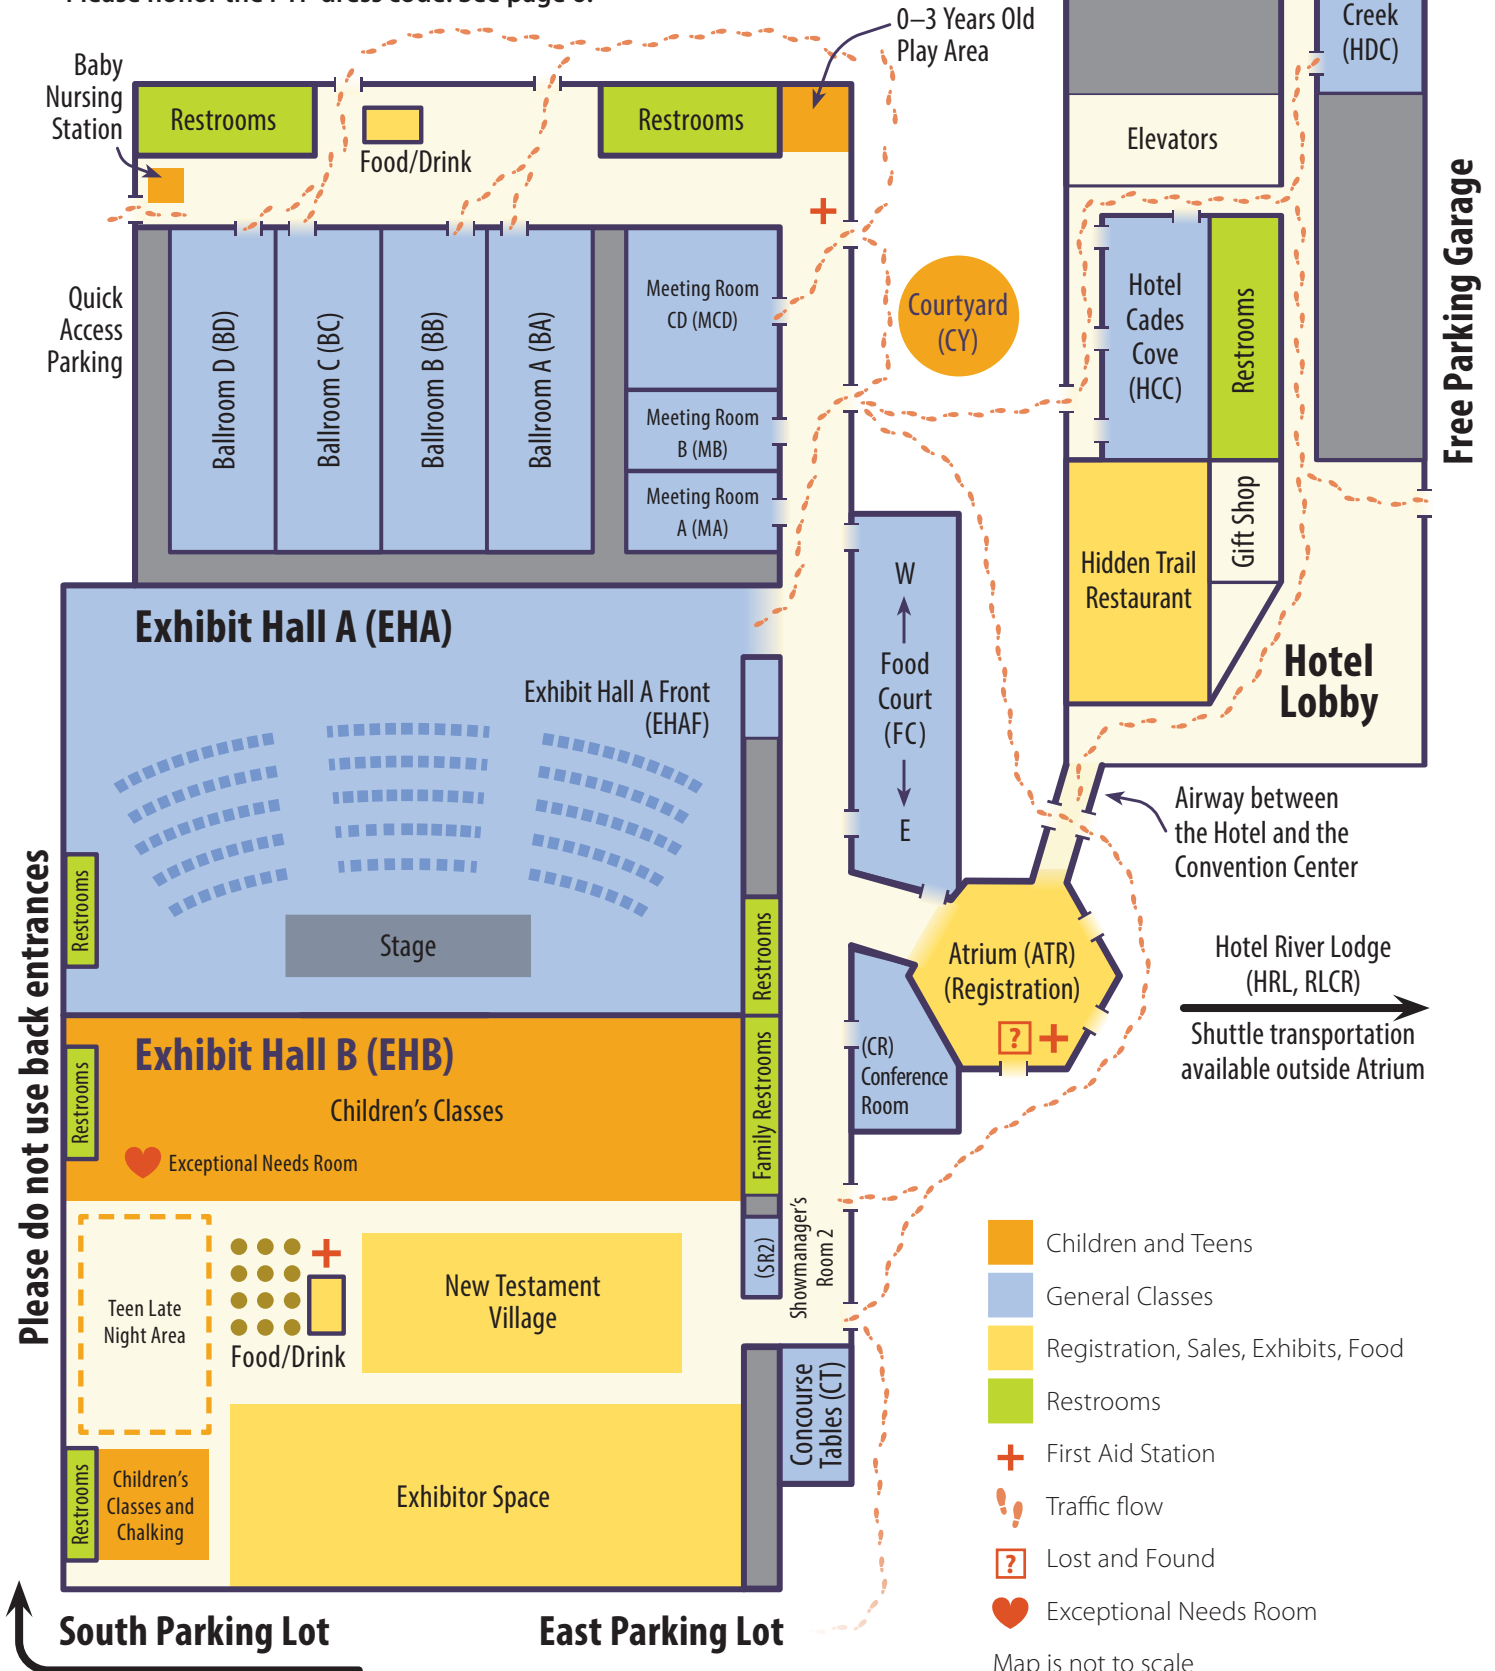 0–3 Years Old
Play Area
Creek
(HDC)
Baby
Nursing
Station
Restrooms
Food/Drink
Restrooms
Elevators
Quick
Access
Parking
Ballroom D (BD)
Ballroom C (BC)
Ballroom B (BB)
Ballroom A (BA)
Meeting Room
CD (MCD)
Meeting Room
B (MB)
Meeting Room
A (MA)
Courtyard
(CY)
Hotel
Cades
Cove
(HCC)
Restrooms
Free Parking Garage
Hidden Trail
Restaurant
Gift Shop
Hotel
Lobby
Exhibit Hall A (EHA)
Exhibit Hall A Front
(EHAF)
W
Food
Court
(FC)
E
Airway between
the Hotel and the
Convention Center
Please do not use back entrances
Restrooms
Stage
Restrooms
Atrium (ATR)
(Registration)
?
Hotel River Lodge
(HRL, RLCR)
Shuttle transportation
available outside Atrium
Exhibit Hall B (EHB)
Children's Classes
Exceptional Needs Room
Restrooms
Family Restrooms
(CR)
Conference
Room
Teen Late
Night Area
Food/Drink
New Testament
Village
(SR2)
Showmanager's
Room 2
Concourse
Tables (CT)
Restrooms
Children's
Classes and
Chalking
Exhibitor Space
South Parking Lot
East Parking Lot
Children and Teens
General Classes
Registration, Sales, Exhibits, Food
Restrooms
First Aid Station
Traffic flow
? Lost and Found
Exceptional Needs Room
Map is not to scale